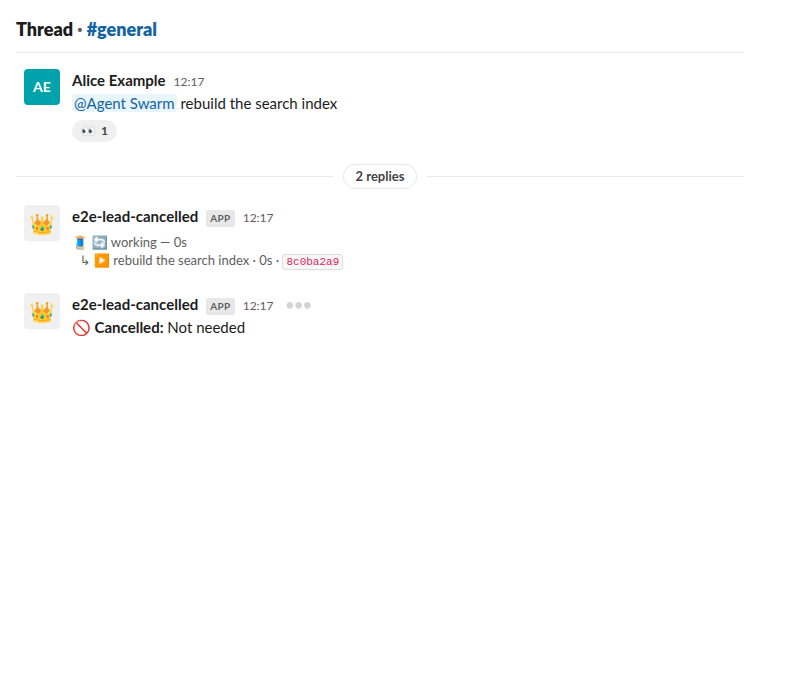 Thread • #general
AE
Alice Example 12:17
@Agent Swarm rebuild the search index
👀 1
2 replies
e2e-lead-cancelled APP 12:17
🧵 🔄 working — 0s
↳ ▶️ rebuild the search index · 0s · 8c0ba2a9
e2e-lead-cancelled APP 12:17
🚫 Cancelled: Not needed